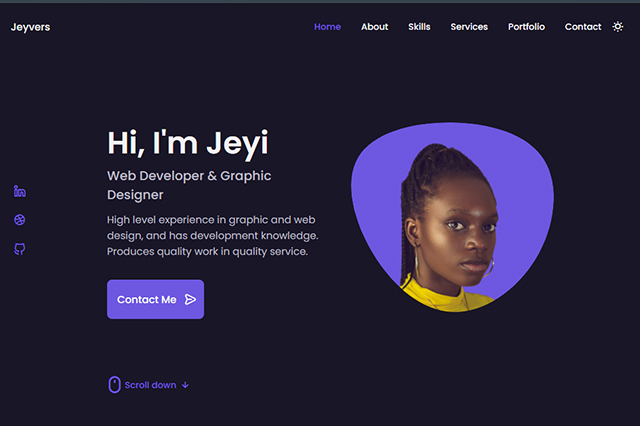 Jeyvers
Home About Skills Services Portfolio Contact
Hi, I'm Jeyi
Web Developer & Graphic
Designer
High level experience in graphic and web
design, and has development knowledge.
Produces quality work in quality service.
Contact Me
Scroll down